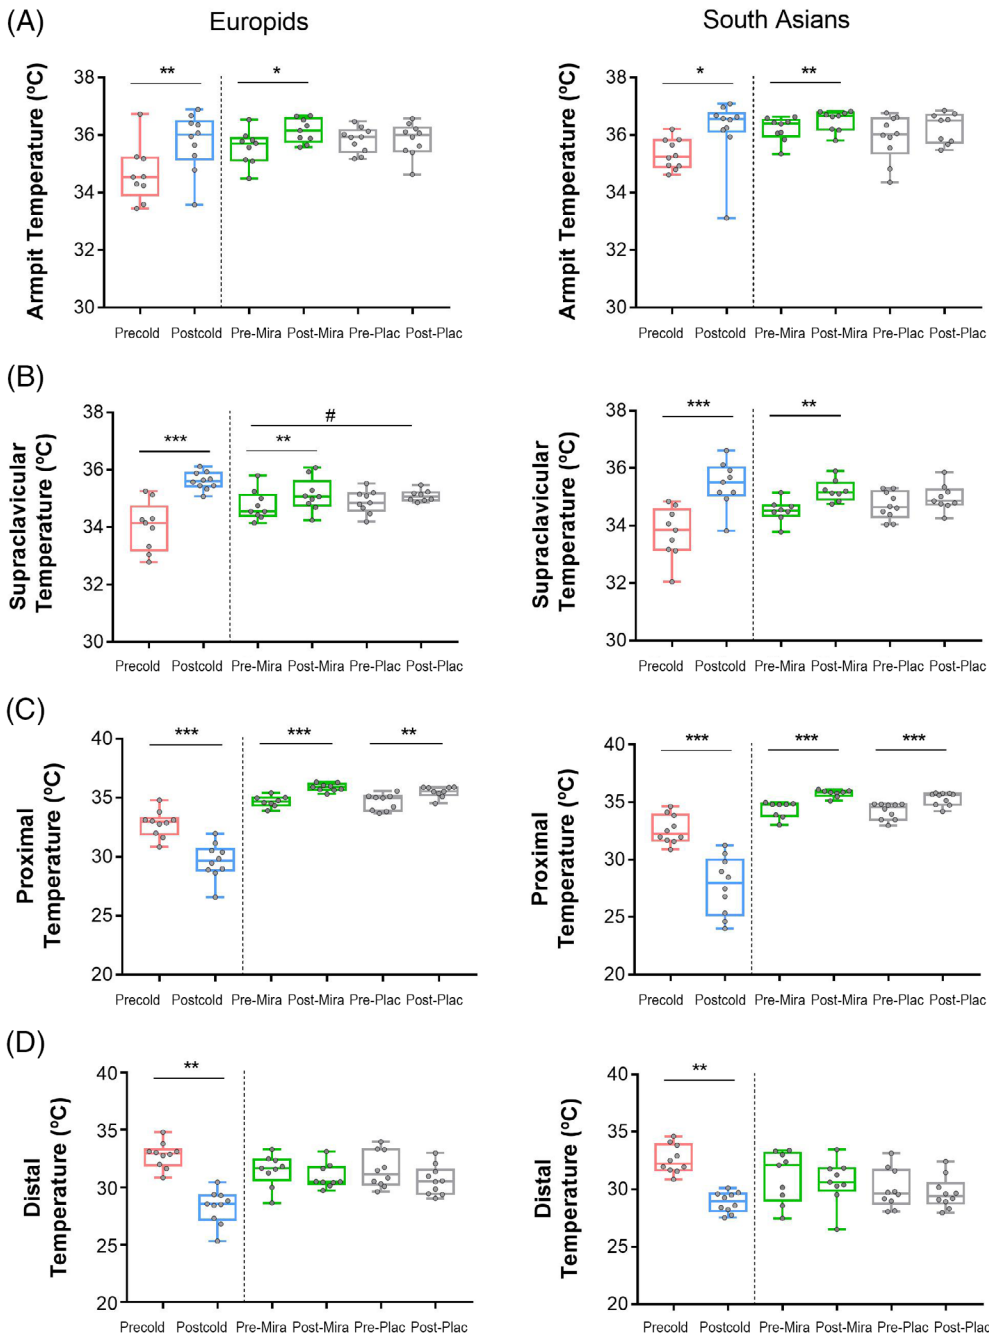 (A)
Europids
South Asians
** *
* **
Armpit Temperature (ºC)
38
36
34
32
30
Precold Postcold Pre-Mira Post-Mira Pre-Plac Post-Plac
Armpit Temperature (ºC)
38
36
34
32
30
Precold Postcold Pre-Mira Post-Mira Pre-Plac Post-Plac
(B)
#
*** **
*** **
Supraclavicular
Temperature (ºC)
38
36
34
32
30
Precold Postcold Pre-Mira Post-Mira Pre-Plac Post-Plac
Supraclavicular
Temperature (ºC)
38
36
34
32
30
Precold Postcold Pre-Mira Post-Mira Pre-Plac Post-Plac
(C)
*** *** **
*** *** ***
Proximal
Temperature (ºC)
40
35
30
25
20
Precold Postcold Pre-Mira Post-Mira Pre-Plac Post-Plac
Proximal
Temperature (ºC)
40
35
30
25
20
Precold Postcold Pre-Mira Post-Mira Pre-Plac Post-Plac
(D)
**
**
Distal
Temperature (ºC)
40
35
30
25
20
Precold Postcold Pre-Mira Post-Mira Pre-Plac Post-Plac
Distal
Temperature (ºC)
40
35
30
25
20
Precold Postcold Pre-Mira Post-Mira Pre-Plac Post-Plac